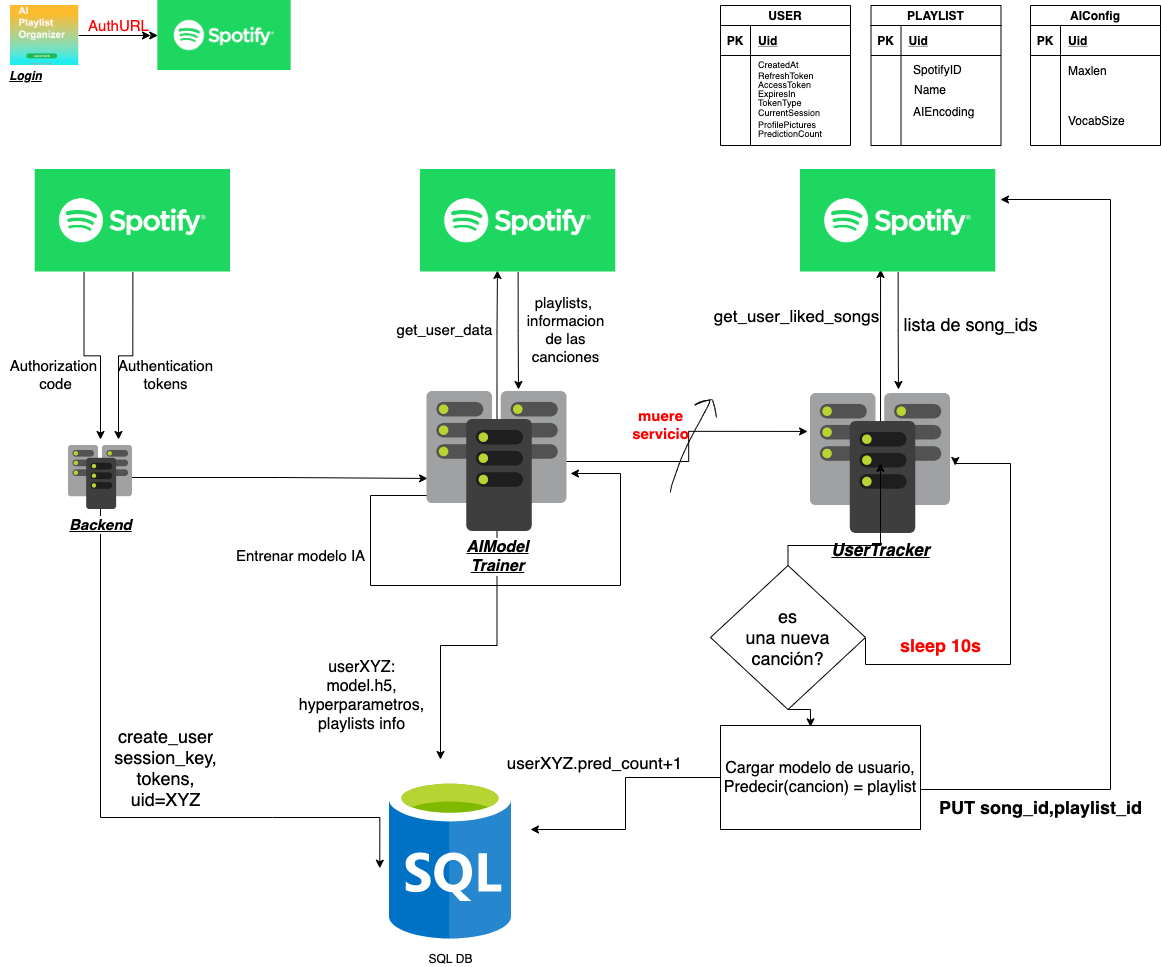 AI
Playlist
Organizer
Login
AuthURL
Spotify
USER
PK
Uid
CreatedAt
RefreshToken
AccessToken
ExpiresIn
TokenType
CurrentSession
ProfilePictures
PredictionCount
PLAYLIST
PK
Uid
SpotifyID
Name
AIEncoding
AIConfig
PK
Uid
Maxlen
VocabSize
Spotify
Spotify
Spotify
Authorization
code
Authentication
tokens
get_user_data
playlists,
informacion
de las
canciones
get_user_liked_songs
lista de song_ids
muere
servicio
Backend
Entrenar modelo IA
AIModel
Trainer
UserTracker
es
una nueva
canción?
sleep 10s
userXYZ:
model.h5,
hyperparametros,
playlists info
create_user
session_key,
tokens,
uid=XYZ
userXYZ.pred_count+1
Cargar modelo de usuario,
Predecir(cancion) = playlist
PUT song_id,playlist_id
SQL
SQL DB